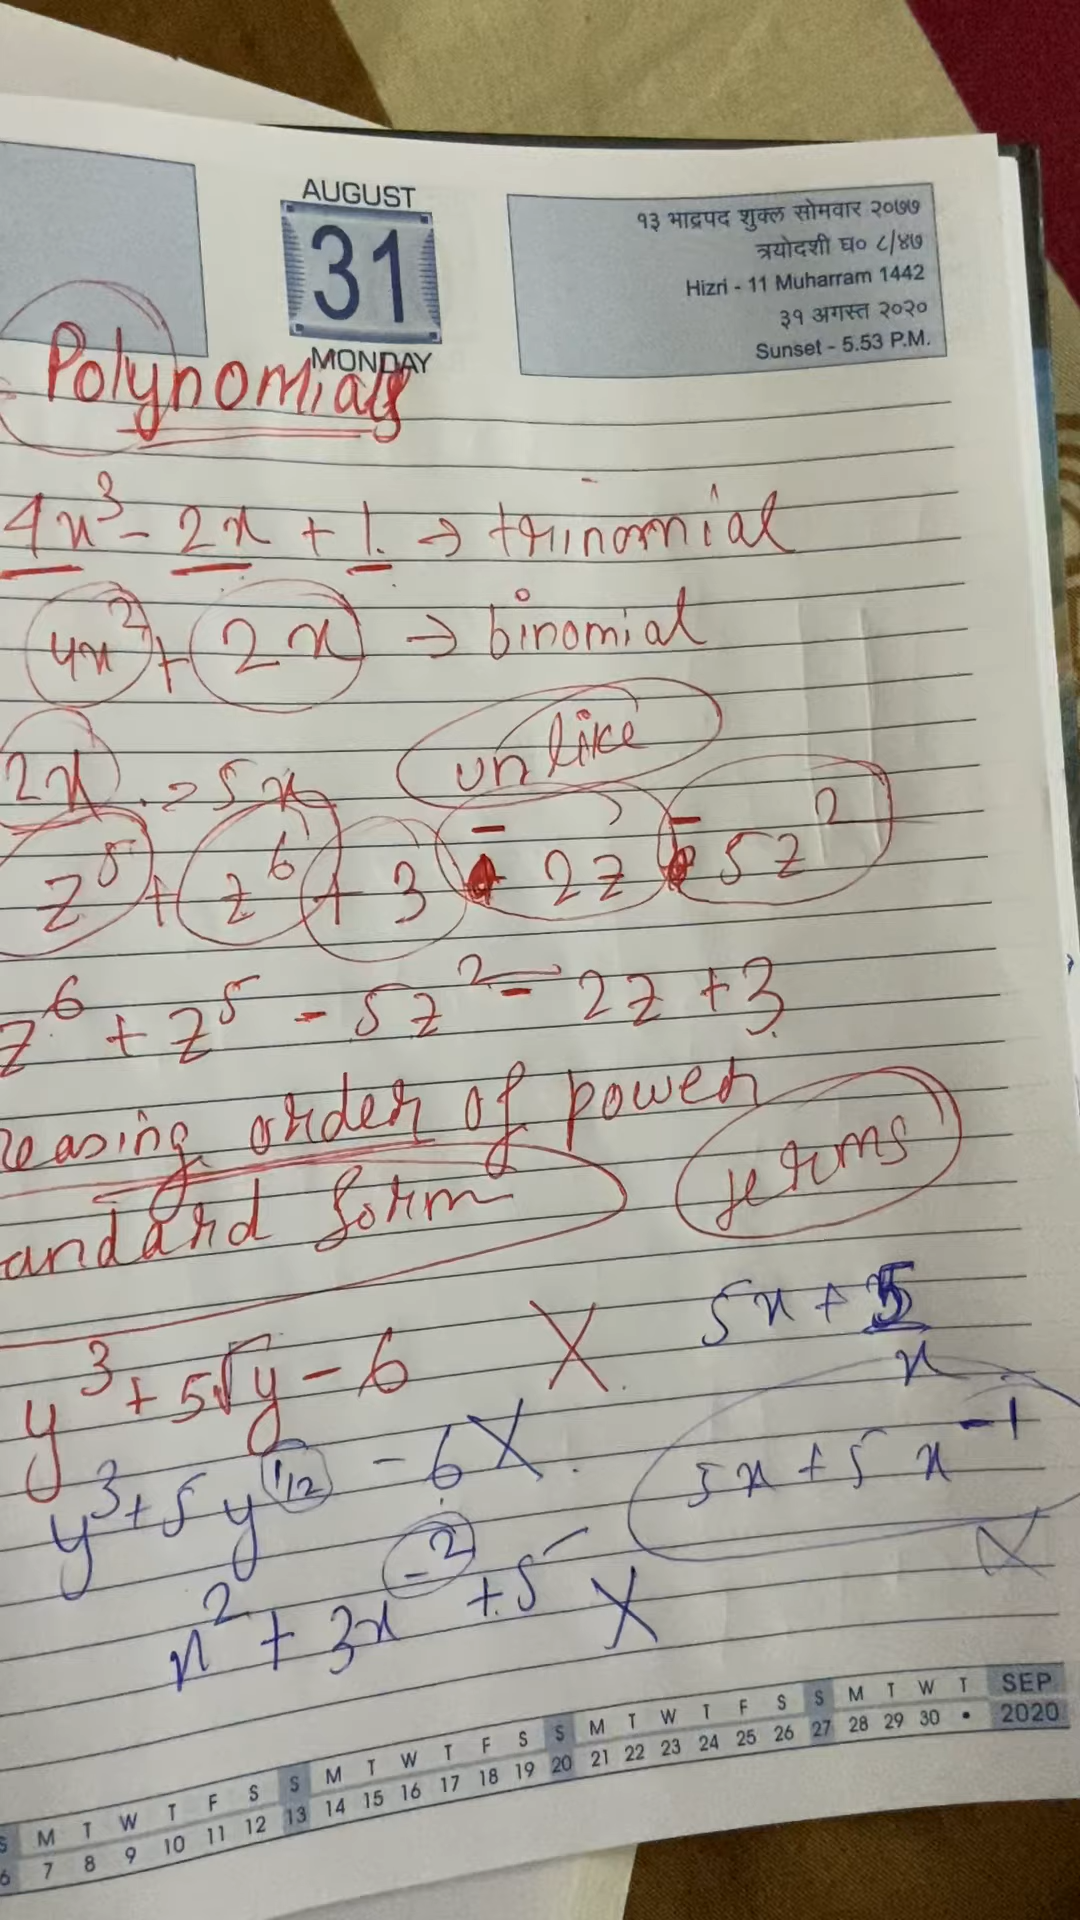 AUGUST
31
MONDAY
१३ भाद्रपद शुक्ल सोमवार २०७७
त्रयोदशी घ० ८/४७
Hizri - 11 Muharram 1442
३१ अगस्त २०२०
Sunset - 5.53 P.M.
Polynomials
4x³ - 2x + 1. → trinomial
4x² + 2x → binomial
unlike
2x . = 5x
z⁵ + z⁶ + 3 - 2z - 5z²
z⁶ + z⁵ - 5z² - 2z + 3
reasing order of power
andard form
terms
y³ + 5√y - 6 X
5x + 5/x
y³ + 5y^1/2 - 6 X
5x + 5x⁻¹ X
x² + 3x⁻² + 5 X
S M T W T F S S M T W T F S S M T W T F S S M T W T SEP
6 7 8 9 10 11 12 13 14 15 16 17 18 19 20 21 22 23 24 25 26 27 28 29 30 • 2020